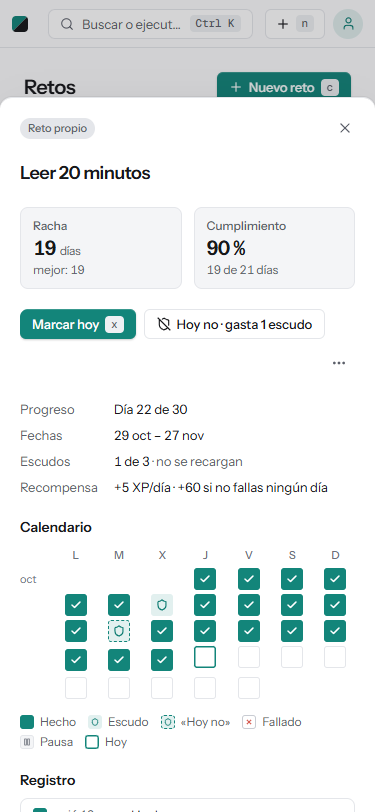 Buscar o ejecut... Ctrl K
n
Retos
Nuevo reto c
Reto propio
Leer 20 minutos
Racha
19 días
mejor: 19
Cumplimiento
90 %
19 de 21 días
Marcar hoy x
Hoy no · gasta 1 escudo
Progreso Día 22 de 30
Fechas 29 oct – 27 nov
Escudos 1 de 3 · no se recargan
Recompensa +5 XP/día · +60 si no fallas ningún día
Calendario
L M X J V S D
oct
Hecho Escudo «Hoy no» Fallado
Pausa Hoy
Registro